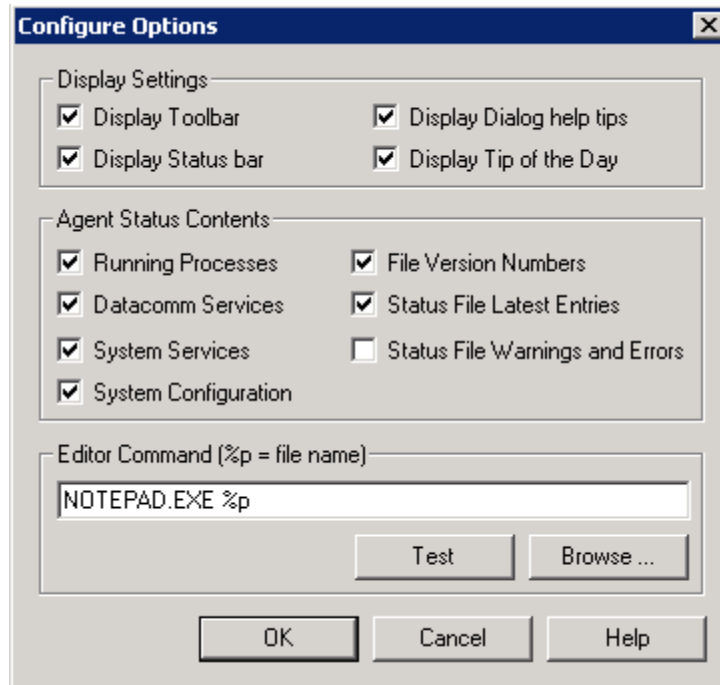 Configure Options
Display Settings
Display Toolbar
Display Dialog help tips
Display Status bar
Display Tip of the Day
Agent Status Contents
Running Processes
File Version Numbers
Datacomm Services
Status File Latest Entries
System Services
Status File Warnings and Errors
System Configuration
Editor Command (%p = file name)
NOTEPAD.EXE %p
Test
Browse ...
OK
Cancel
Help